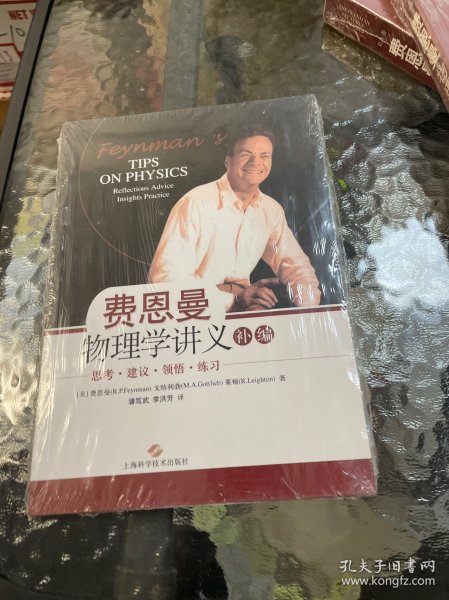 Feynman's
TIPS
ON PHYSICS
Reflections Advice
Insights Practice
费恩曼
物理学讲义 补编
思考·建议·领悟·练习
[美] 费恩曼(R.P.Feynman) 戈特利勃(M.A.Gottlieb) 莱顿(R.Leighton) 著
潘笃武 李洪芳 译
上海科学技术出版社
孔夫子旧书网
www.kongfz.com